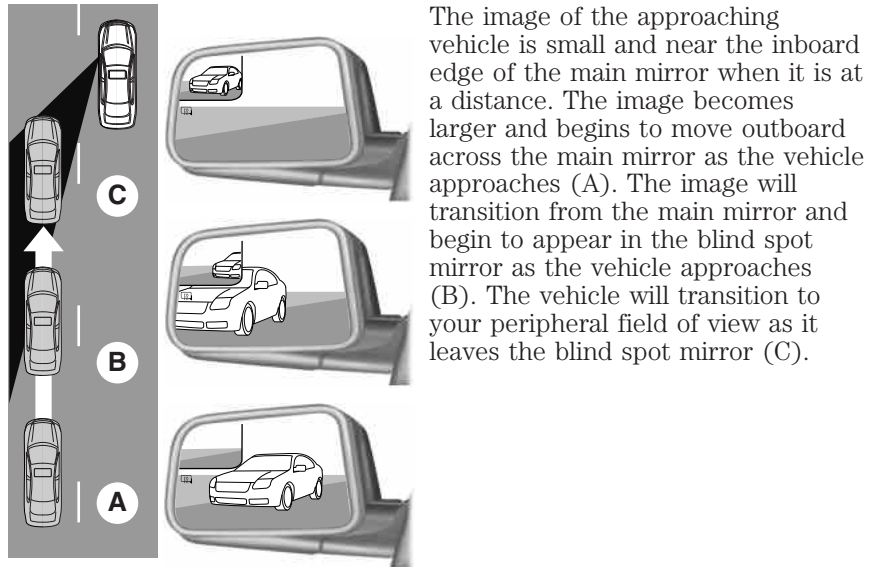 The image of the approaching
vehicle is small and near the inboard
edge of the main mirror when it is at
a distance. The image becomes
larger and begins to move outboard
across the main mirror as the vehicle
approaches (A). The image will
transition from the main mirror and
begin to appear in the blind spot
mirror as the vehicle approaches
(B). The vehicle will transition to
your peripheral field of view as it
leaves the blind spot mirror (C).
C
B
A